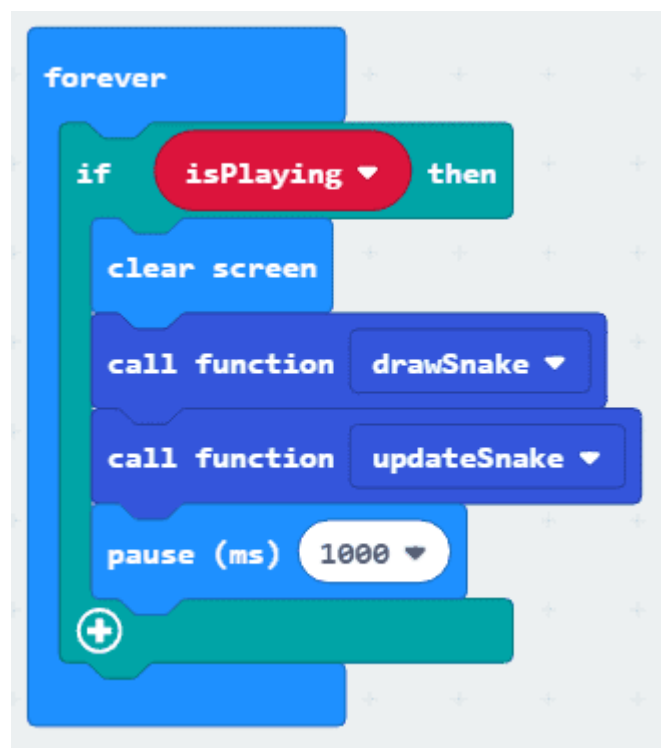 forever
if isPlaying then
clear screen
call function drawSnake
call function updateSnake
pause (ms) 1000